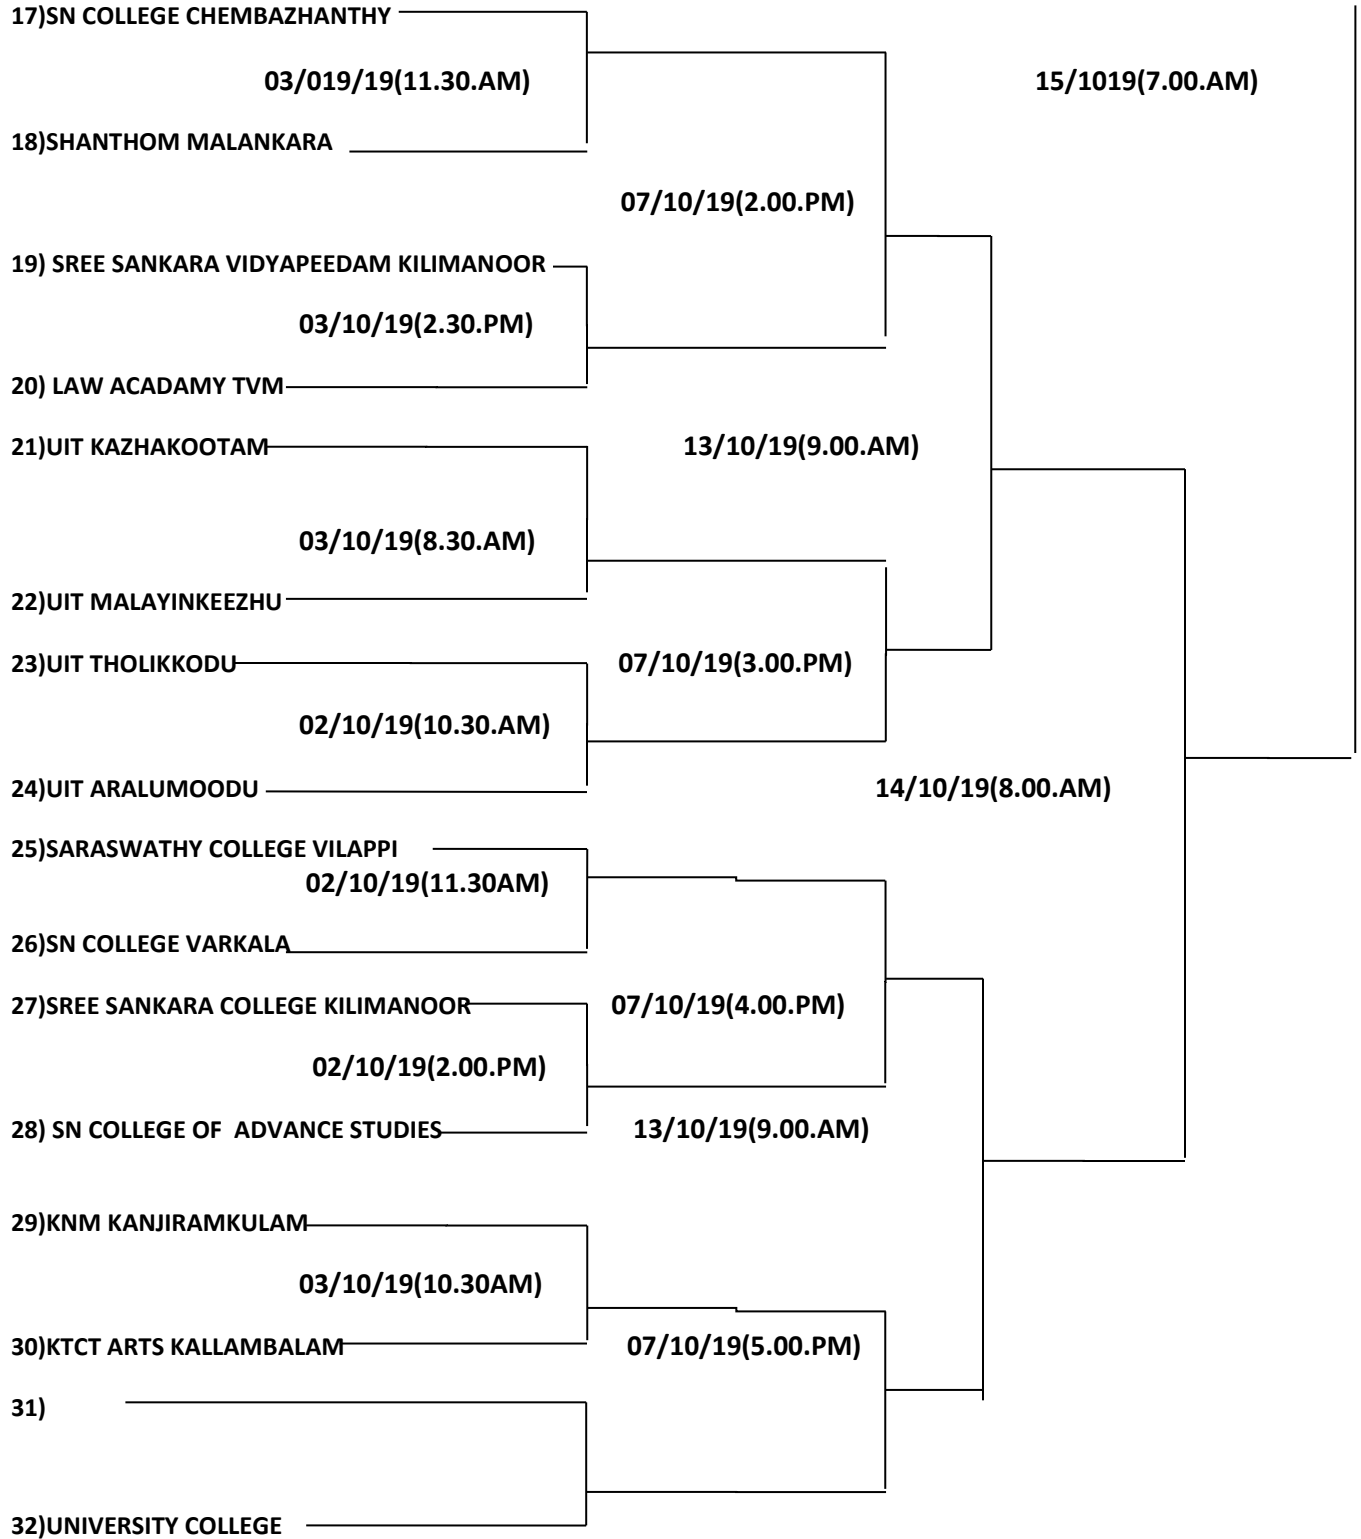 17)SN COLLEGE CHEMBAZHANTHY
03/019/19(11.30.AM)
15/1019(7.00.AM)
18)SHANTHOM MALANKARA
07/10/19(2.00.PM)
19) SREE SANKARA VIDYAPEEDAM KILIMANOOR
03/10/19(2.30.PM)
20) LAW ACADAMY TVM
21)UIT KAZHAKOOTAM
13/10/19(9.00.AM)
03/10/19(8.30.AM)
22)UIT MALAYINKEEZHU
23)UIT THOLIKKODU
07/10/19(3.00.PM)
02/10/19(10.30.AM)
24)UIT ARALUMOODU
14/10/19(8.00.AM)
25)SARASWATHY COLLEGE VILAPPI
02/10/19(11.30AM)
26)SN COLLEGE VARKALA
27)SREE SANKARA COLLEGE KILIMANOOR
07/10/19(4.00.PM)
02/10/19(2.00.PM)
28) SN COLLEGE OF  ADVANCE STUDIES
13/10/19(9.00.AM)
29)KNM KANJIRAMKULAM
03/10/19(10.30AM)
30)KTCT ARTS KALLAMBALAM
07/10/19(5.00.PM)
31)
32)UNIVERSITY COLLEGE